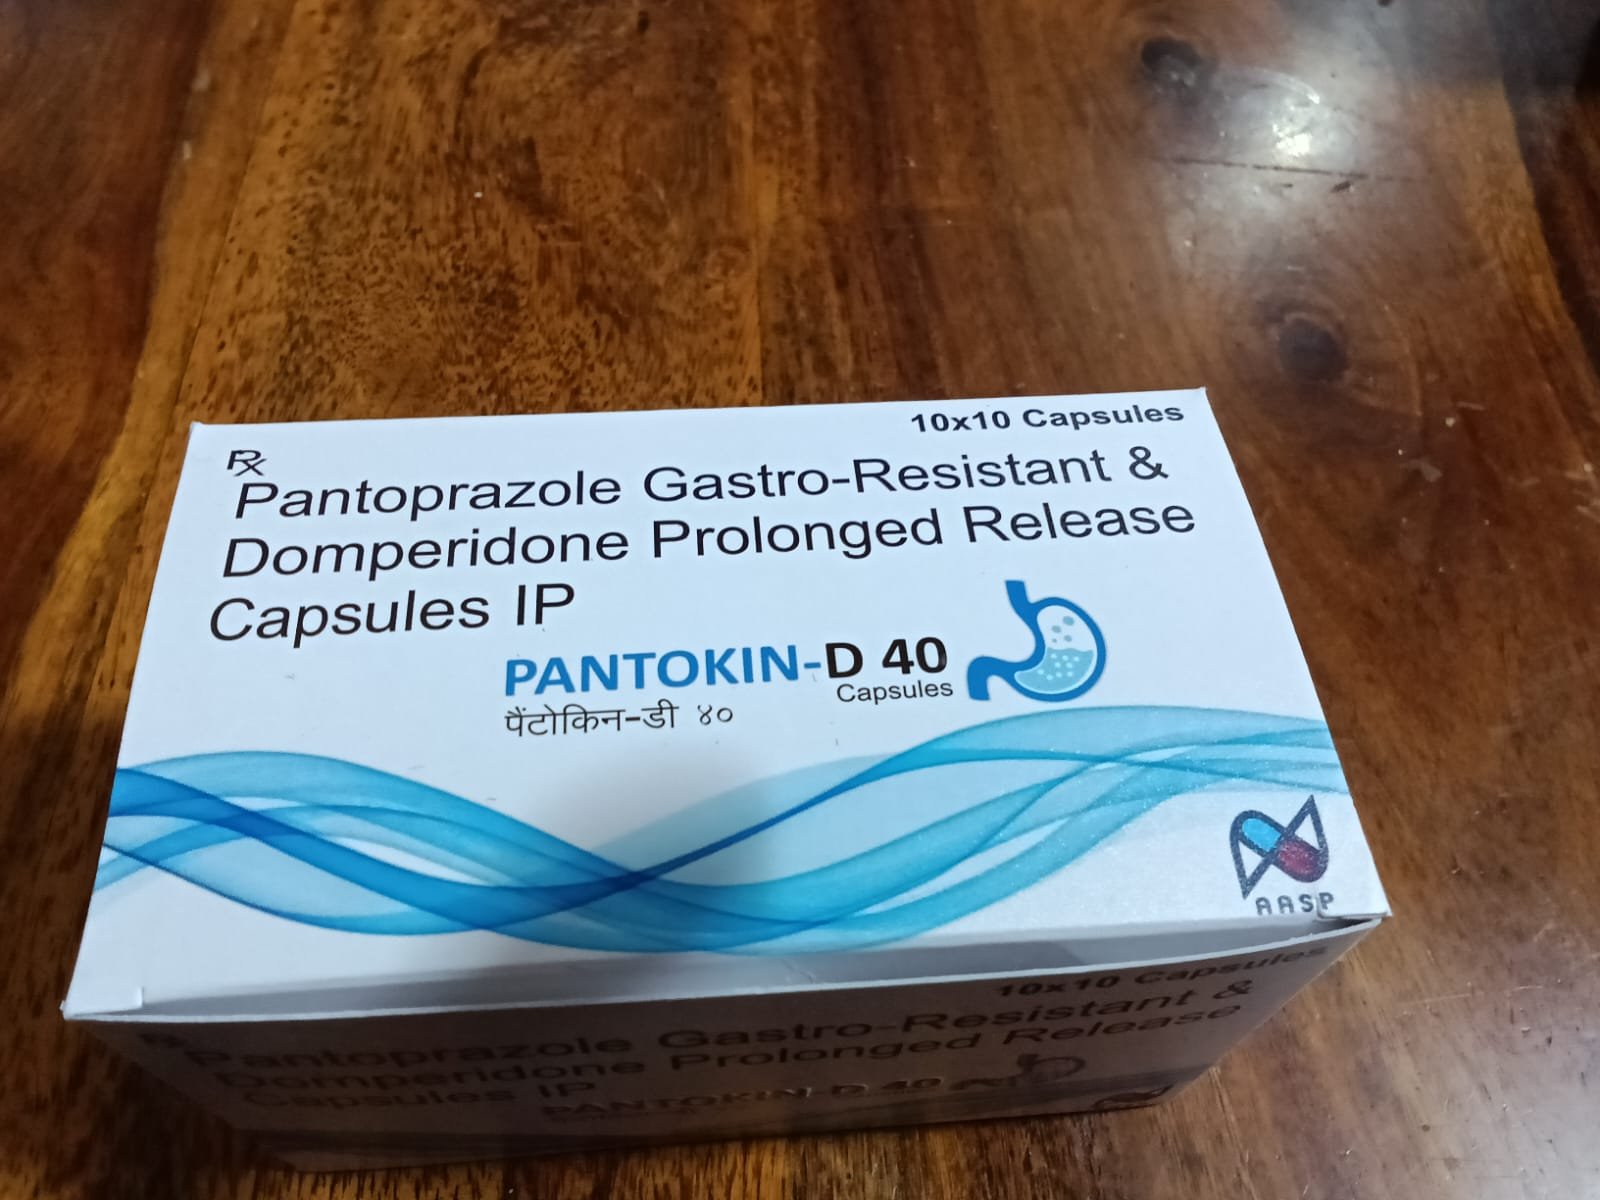 10x10 Capsules
Rx
Pantoprazole Gastro-Resistant &
Domperidone Prolonged Release
Capsules IP
PANTOKIN-D 40
Capsules
पैंटोकिन-डी ४०
AASP
10x10 Capsules
Pantoprazole Gastro-Resistant &
Domperidone Prolonged Release
Capsules IP
PANTOKIN-D 40